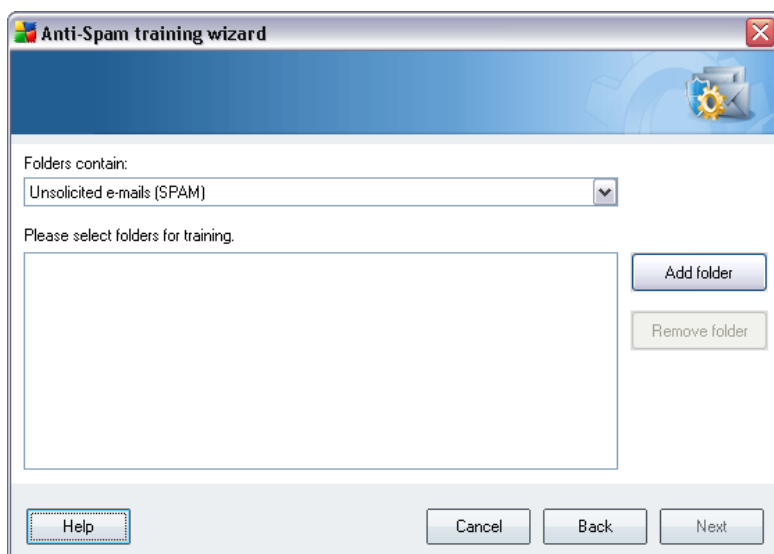 Anti-Spam training wizard
Folders contain:
Unsolicited e-mails (SPAM)
Please select folders for training.
Add folder
Remove folder
Help
Cancel
Back
Next